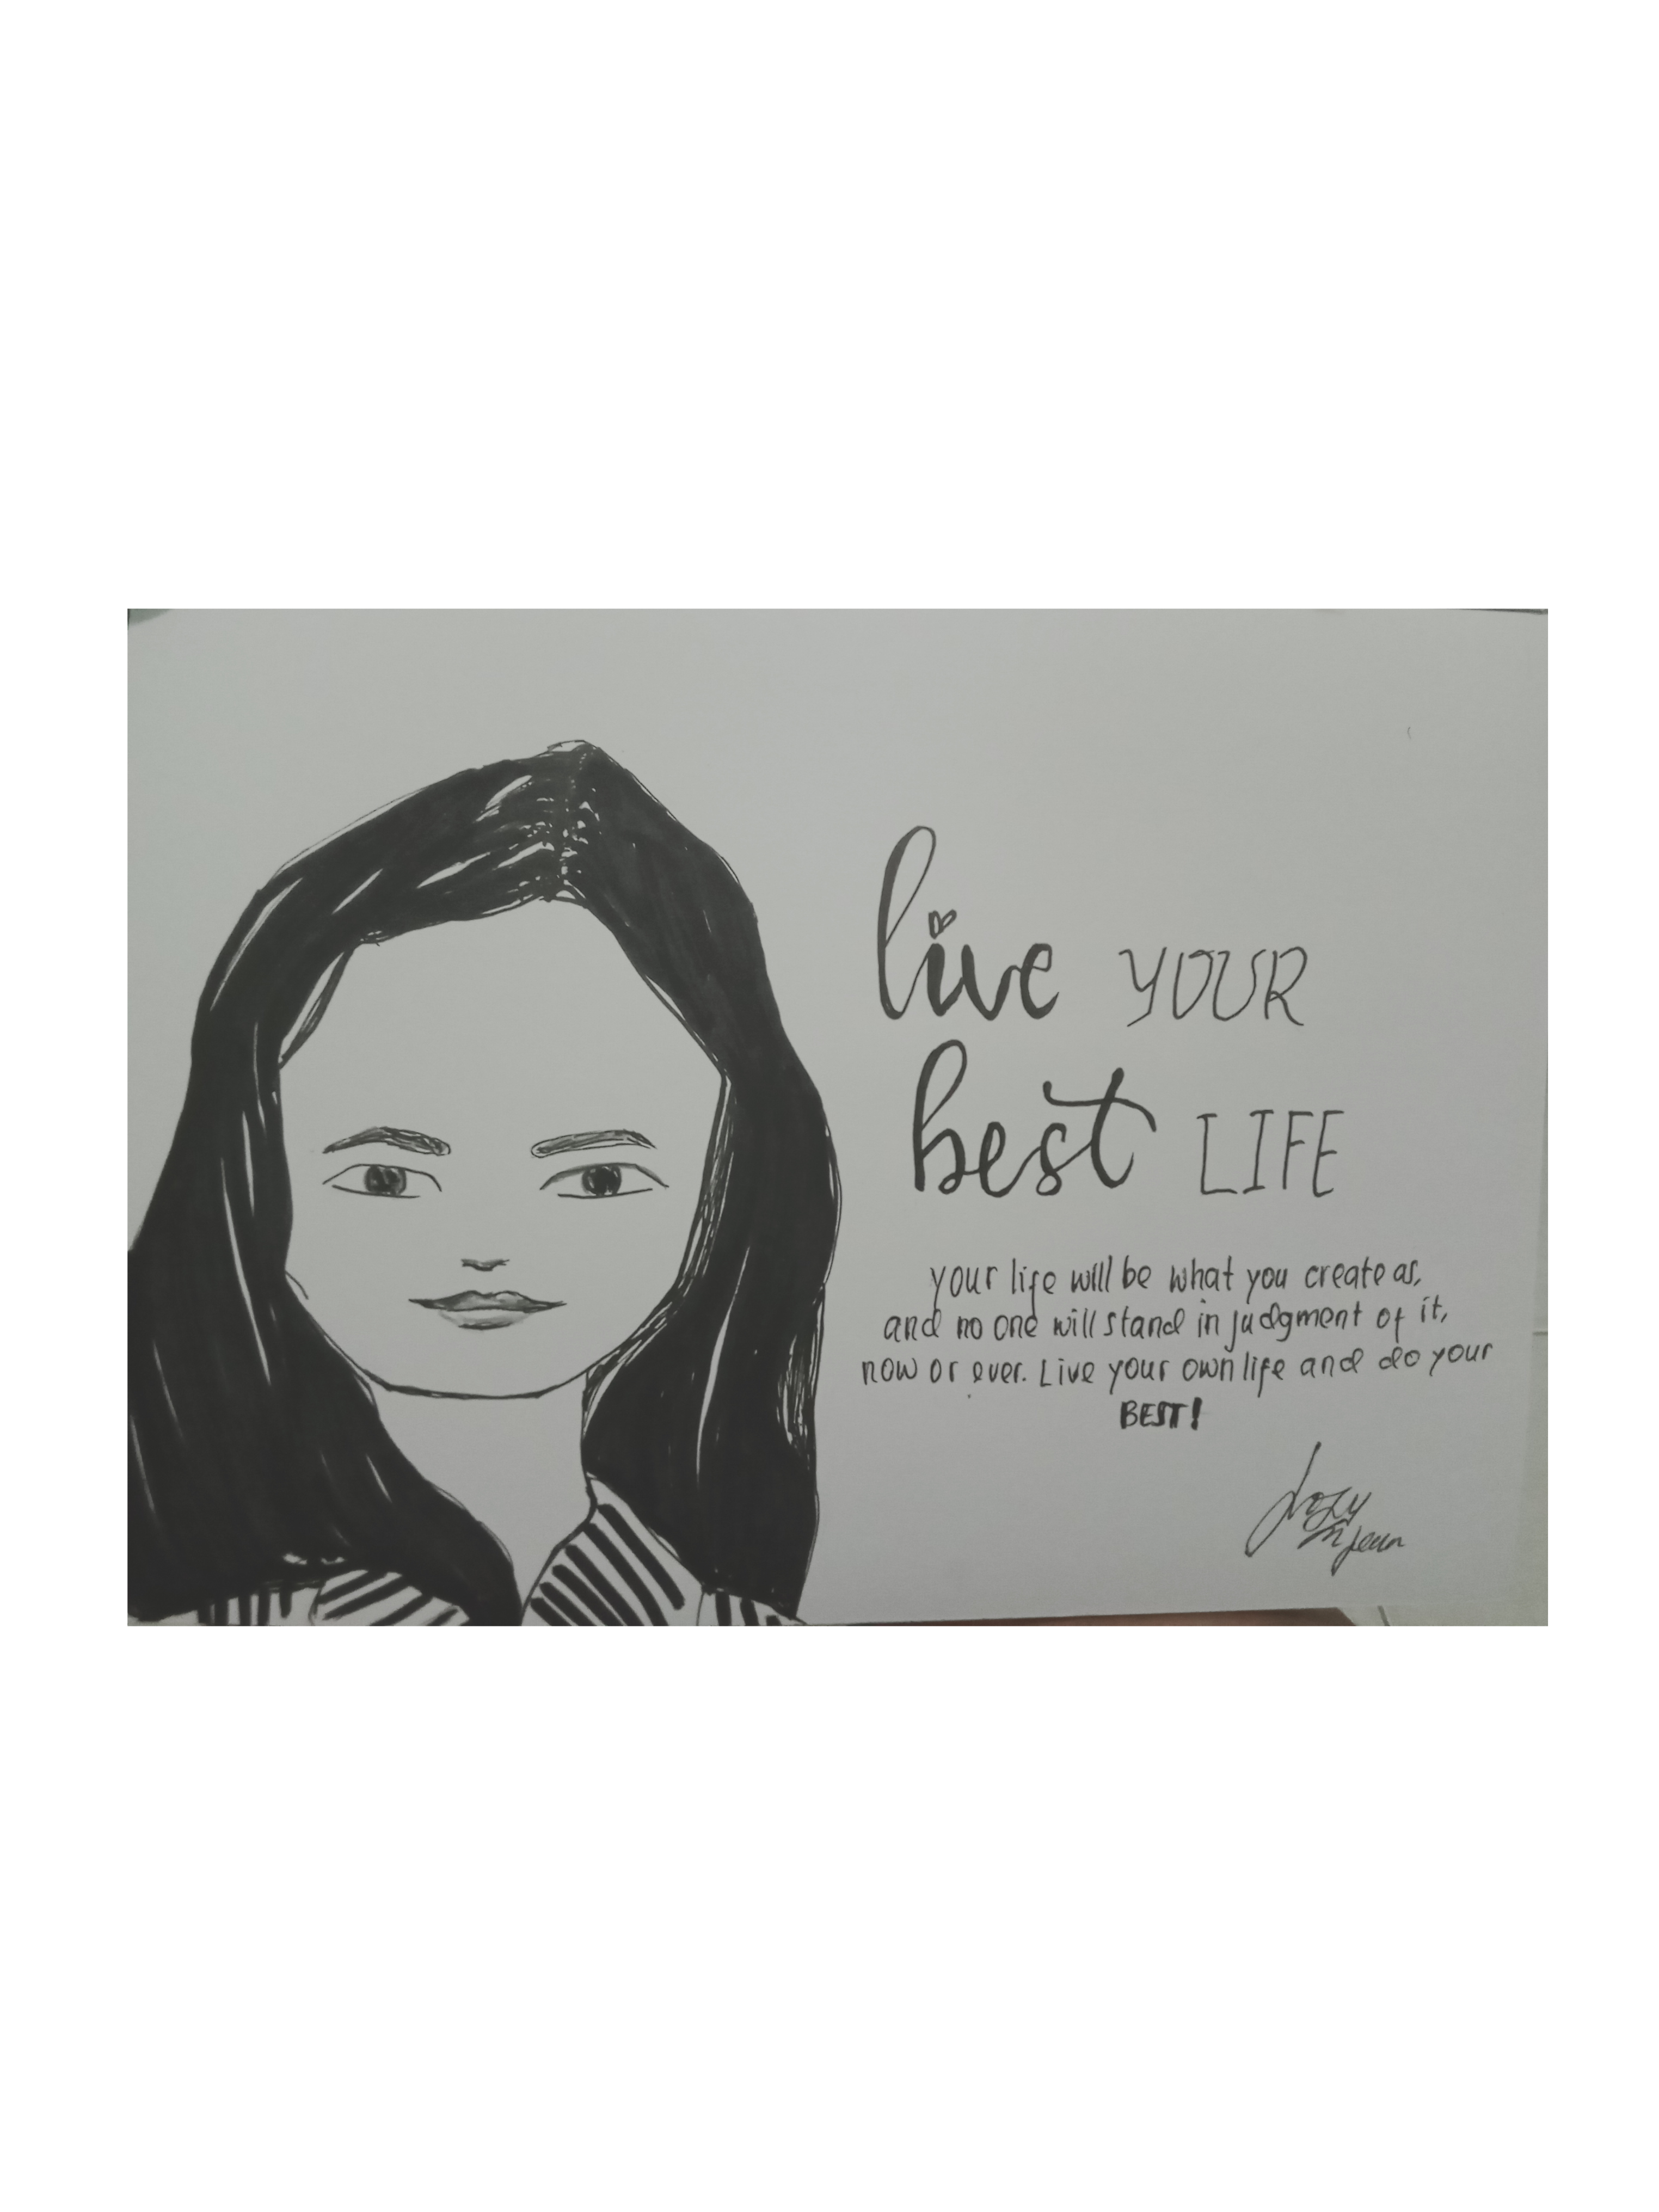 live YOUR
best LIFE
your life will be what you create as,
and no one will stand in judgment of it,
now or ever. Live your own life and do your
BEST!